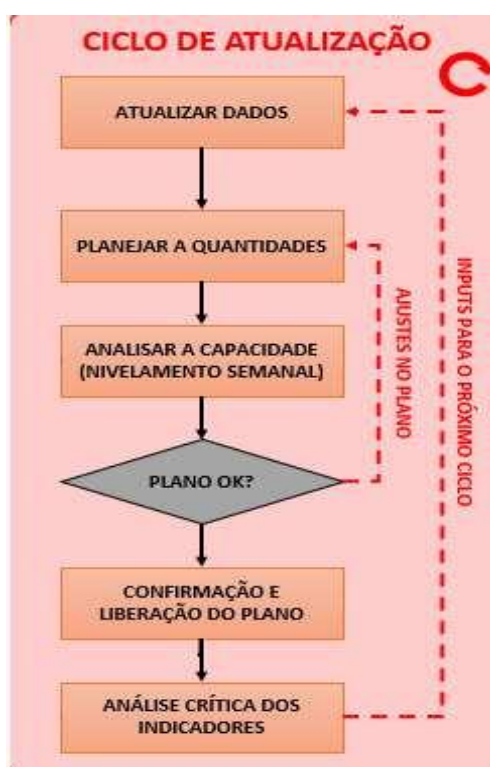 CICLO DE ATUALIZAÇÃO
ATUALIZAR DADOS
PLANEJAR A QUANTIDADES
ANALISAR A CAPACIDADE
(NIVELAMENTO SEMANAL)
PLANO OK?
AJUSTES NO PLANO
INPUTS PARA O PRÓXIMO CICLO
CONFIRMAÇÃO E
LIBERAÇÃO DO PLANO
ANÁLISE CRÍTICA DOS
INDICADORES